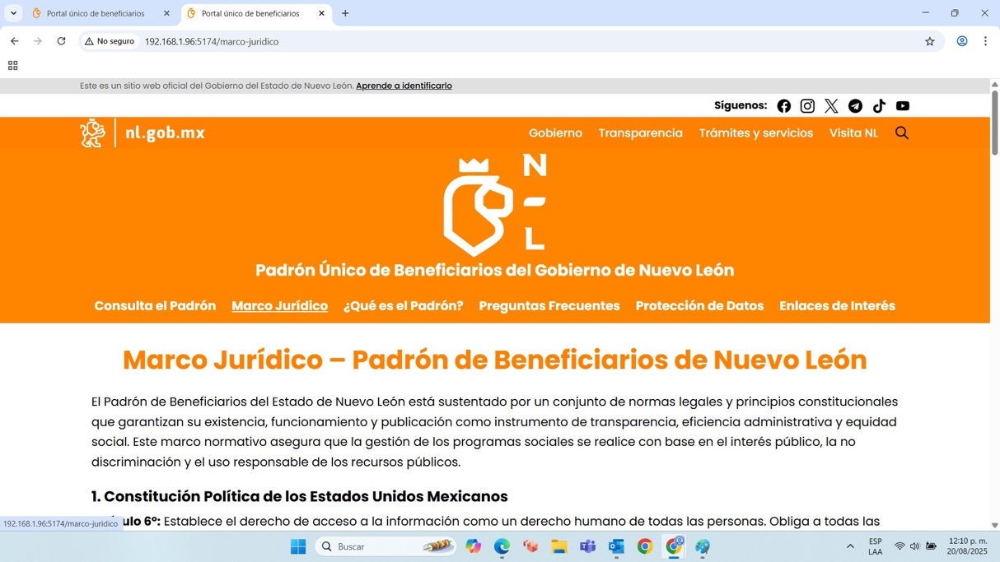 Portal único de beneficiarios
Portal único de beneficiarios
No seguro
192.168.1.96:5174/marco-juridico
Este es un sitio web oficial del Gobierno del Estado de Nuevo León. Aprende a identificarlo
Síguenos:
nl.gob.mx
Gobierno Transparencia Trámites y servicios Visita NL
N
L
Padrón Único de Beneficiarios del Gobierno de Nuevo León
Consulta el Padrón Marco Jurídico ¿Qué es el Padrón? Preguntas Frecuentes Protección de Datos Enlaces de Interés
Marco Jurídico – Padrón de Beneficiarios de Nuevo León
El Padrón de Beneficiarios del Estado de Nuevo León está sustentado por un conjunto de normas legales y principios constitucionales
que garantizan su existencia, funcionamiento y publicación como instrumento de transparencia, eficiencia administrativa y equidad
social. Este marco normativo asegura que la gestión de los programas sociales se realice con base en el interés público, la no
discriminación y el uso responsable de los recursos públicos.
1. Constitución Política de los Estados Unidos Mexicanos
ulo 6º: Establece el derecho de acceso a la información como un derecho humano de todas las personas. Obliga a todas las
192.168.1.96:5174/marco-juridico
Buscar
ESP
LAA
12:10 p. m.
20/08/2025